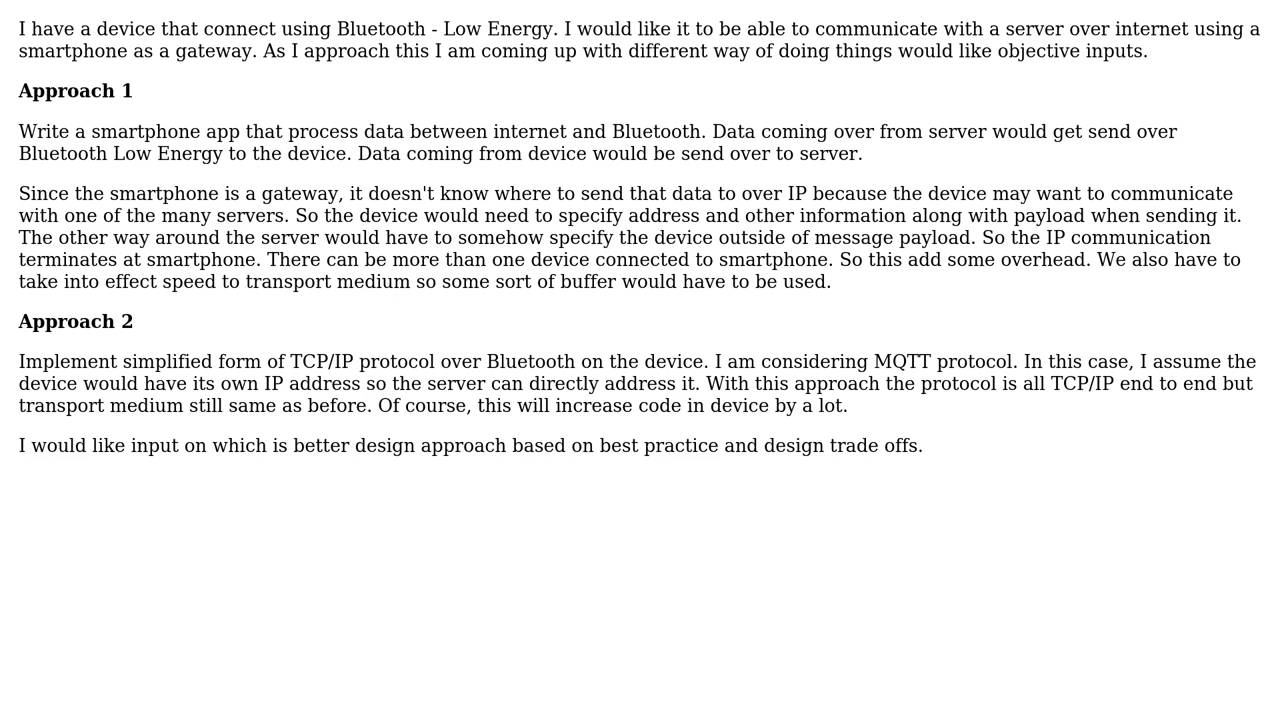 I have a device that connect using Bluetooth - Low Energy. I would like it to be able to communicate with a server over internet using a
smartphone as a gateway. As I approach this I am coming up with different way of doing things would like objective inputs.
Approach 1
Write a smartphone app that process data between internet and Bluetooth. Data coming over from server would get send over
Bluetooth Low Energy to the device. Data coming from device would be send over to server.
Since the smartphone is a gateway, it doesn't know where to send that data to over IP because the device may want to communicate
with one of the many servers. So the device would need to specify address and other information along with payload when sending it.
The other way around the server would have to somehow specify the device outside of message payload. So the IP communication
terminates at smartphone. There can be more than one device connected to smartphone. So this add some overhead. We also have to
take into effect speed to transport medium so some sort of buffer would have to be used.
Approach 2
Implement simplified form of TCP/IP protocol over Bluetooth on the device. I am considering MQTT protocol. In this case, I assume the
device would have its own IP address so the server can directly address it. With this approach the protocol is all TCP/IP end to end but
transport medium still same as before. Of course, this will increase code in device by a lot.
I would like input on which is better design approach based on best practice and design trade offs.